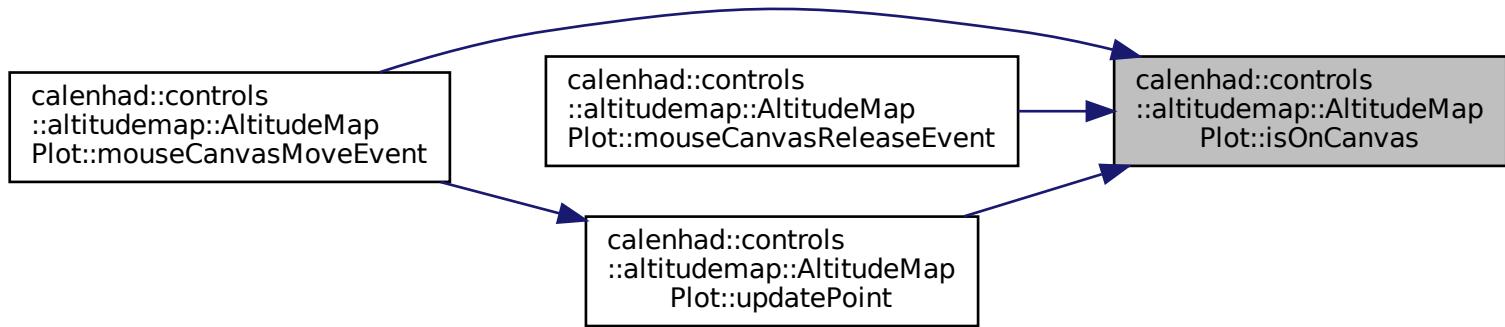 calenhad::controls
::altitudemap::AltitudeMap
Plot::mouseCanvasMoveEvent
calenhad::controls
::altitudemap::AltitudeMap
Plot::mouseCanvasReleaseEvent
calenhad::controls
::altitudemap::AltitudeMap
Plot::isOnCanvas
calenhad::controls
::altitudemap::AltitudeMap
Plot::updatePoint